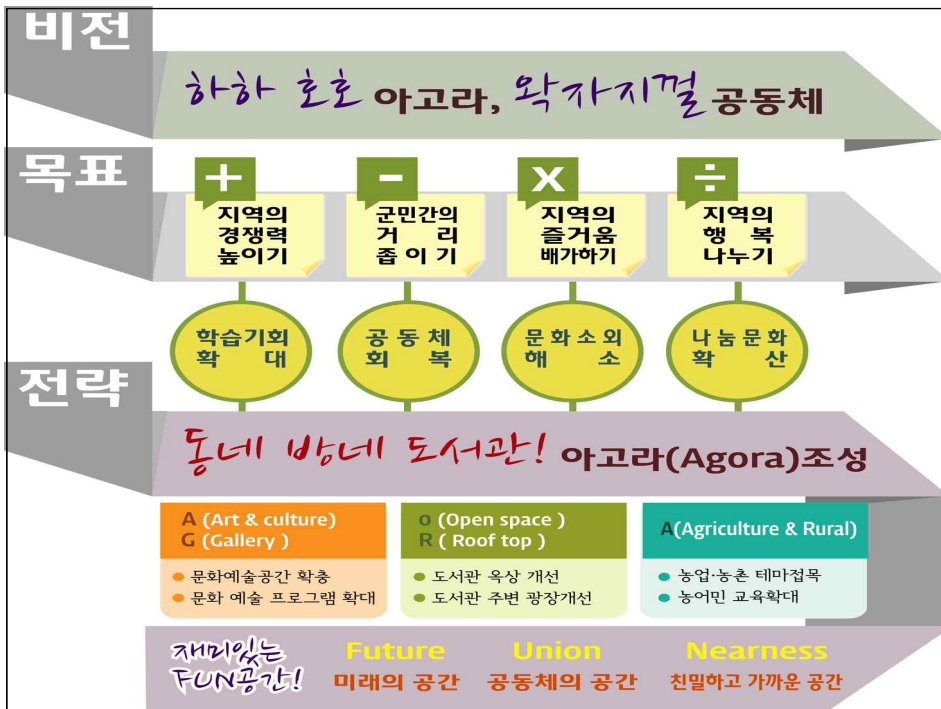 비전
하하 호호 아고라, 왁자지껄 공동체
목표
+ - x ÷
지역의
경쟁력
높이기
군민간의
거 리
좁이기
지역의
즐거움
배가하기
지역의
행 복
나누기
학습기회
확 대
공 동 체
회 복
문화소외
해 소
나눔문화
확 산
전략
동네 방네 도서관! 아고라(Agora)조성
A (Art & culture)
G (Gallery )
• 문화예술공간 확충
• 문화 예술 프로그램 확대
o (Open space )
R ( Roof top )
• 도서관 옥상 개선
• 도서관 주변 광장개선
A(Agriculture & Rural)
• 농업·농촌 테마접목
• 농어민 교육확대
재미있는
FUN공간!
Future
미래의 공간
Union
공동체의 공간
Nearness
친밀하고 가까운 공간